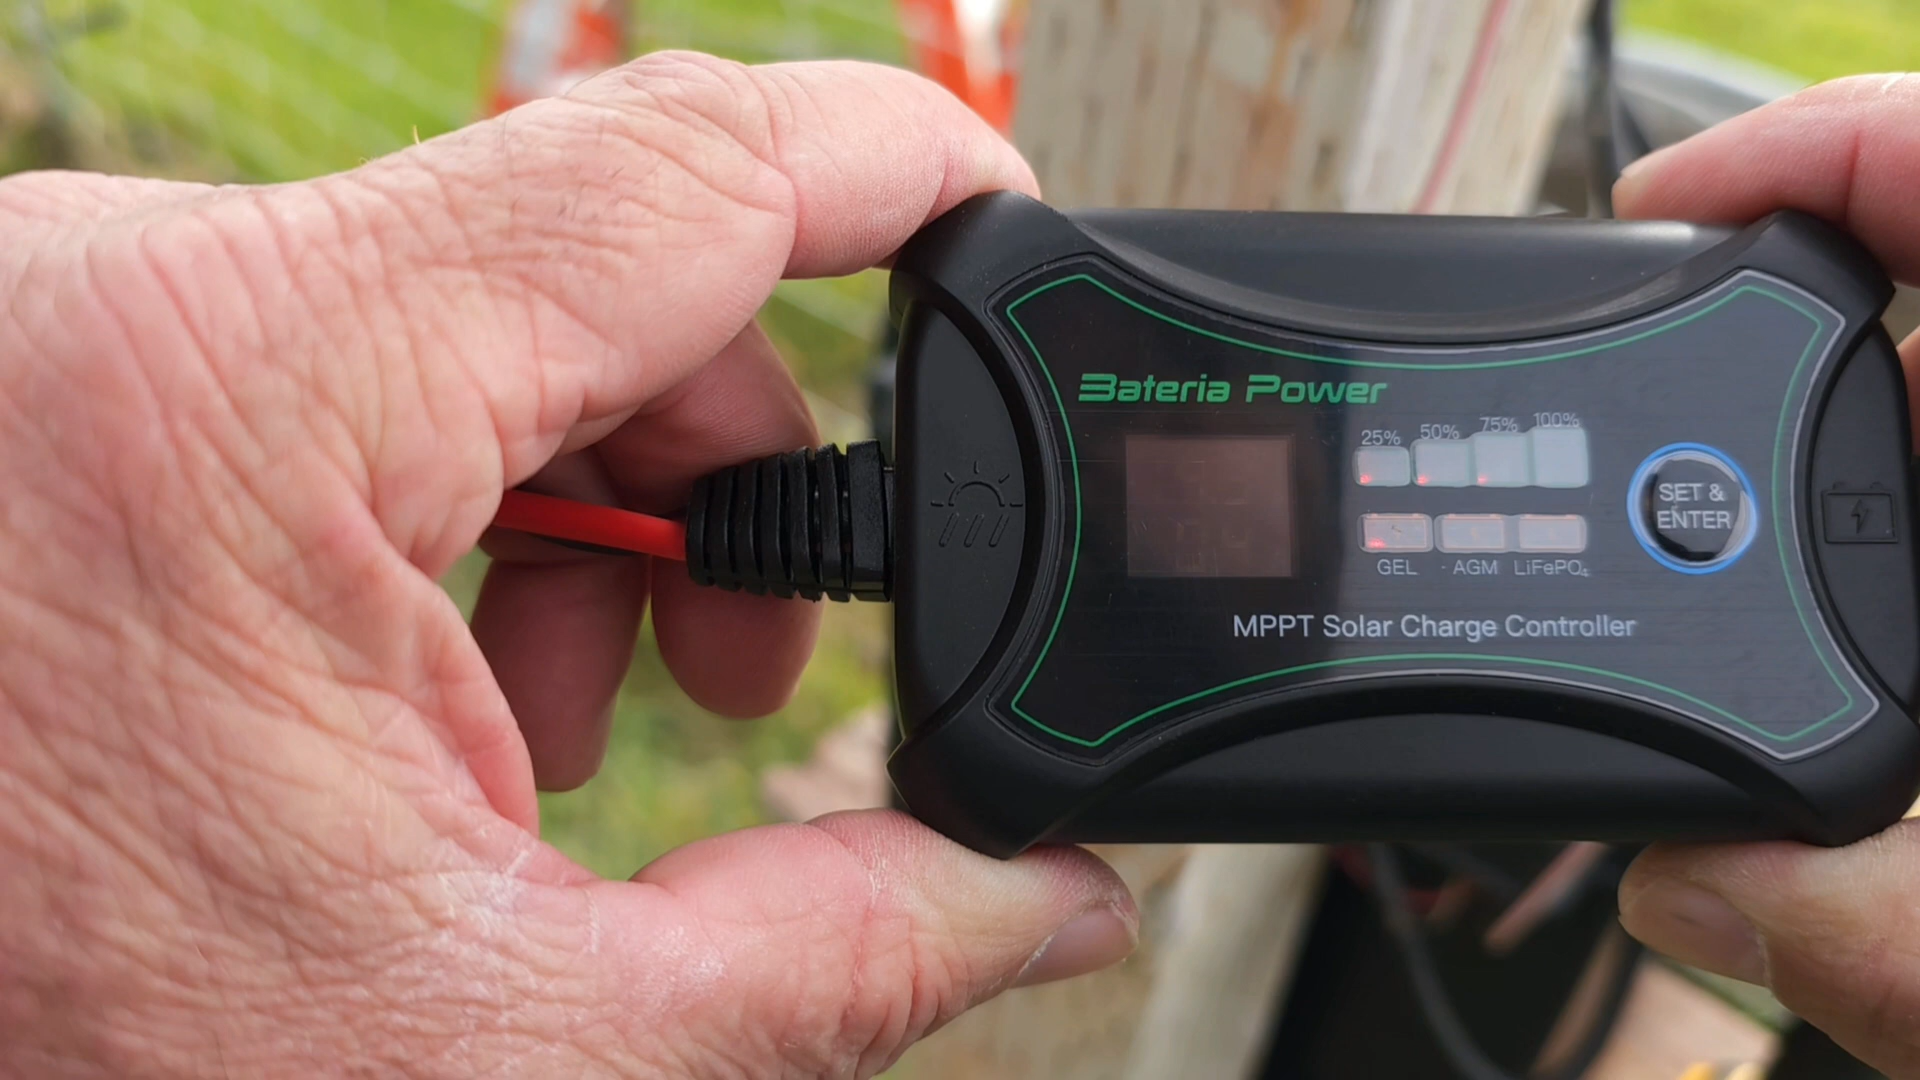 Bateria Power
25% 50% 75% 100%
SET &
ENTER
GEL - AGM LiFePO₄
MPPT Solar Charge Controller